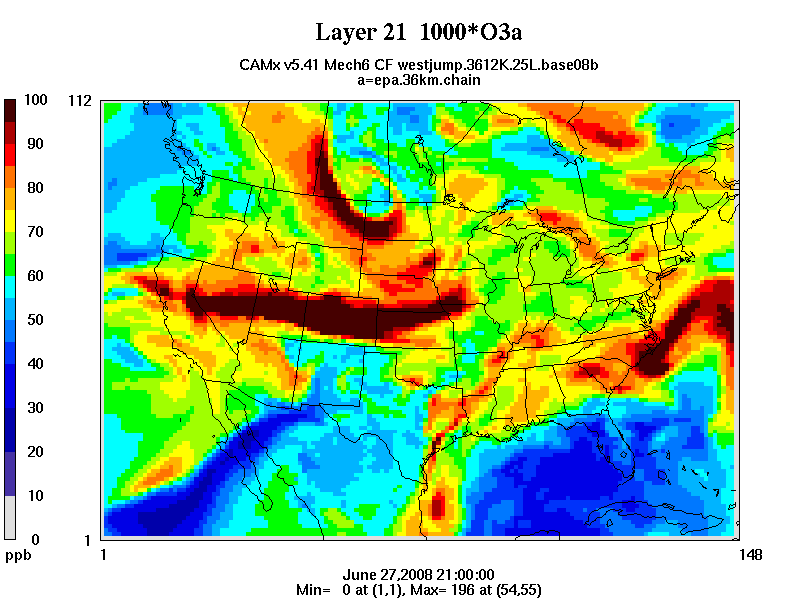 Layer 21 1000*O3a
CAMx v5.41 Mech6 CF westjump.3612K.25L.base08b
a=epa.36km.chain
100
90
80
70
60
50
40
30
20
10
0
ppb
112
1
1
148
June 27,2008 21:00:00
Min= 0 at (1,1), Max= 196 at (54,55)